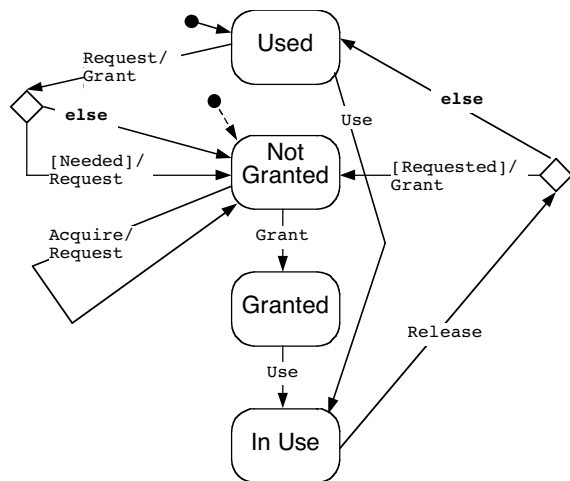 Used
Request/
Grant
else
else
Use
Not
Granted
[Needed]/
Request
[Requested]/
Grant
Acquire/
Request
Grant
Granted
Release
Use
In Use